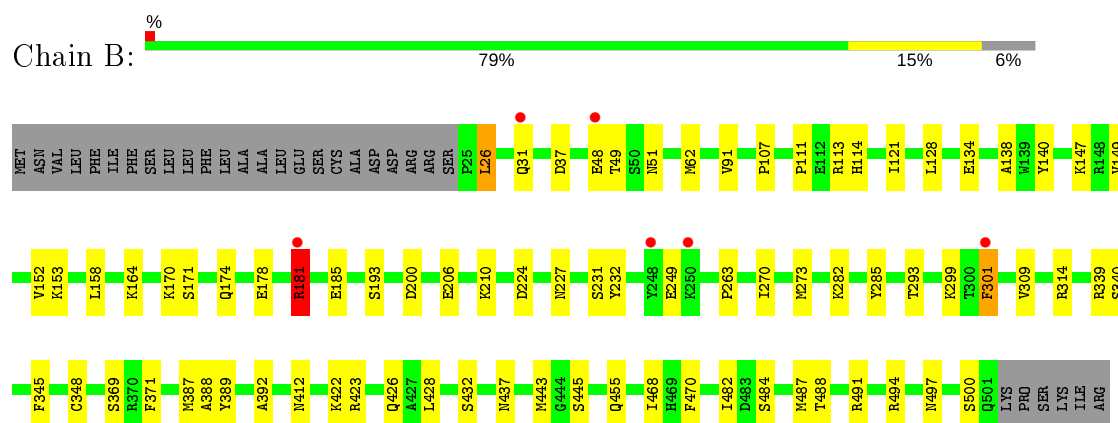 %
Chain B:
79% 15% 6%
MET ASN VAL LEU PHE ILE PHE SER LEU LEU PHE LEU ALA ALA LEU GLU SER CYS ALA ASP ASP ARG ARG SER P25 L26 Q31 D37 E48 T49 S50 N51 M62 V91 P107 P111 E112 R113 H114 I121 L128 E134 A138 W139 Y140 K147 R148 V149
V152 K153 L158 K164 K170 S171 Q174 E178 R181 E185 S193 D200 E206 K210 D224 N227 S231 Y232 Y248 E249 K250 P263 I270 M273 K282 Y285 T293 K299 T300 F301 V309 R314 R339 S340
F345 C348 S369 R370 F371 M387 A388 Y389 A392 N412 K422 R423 Q426 A427 L428 S432 N437 M443 G444 S445 Q455 I468 H469 F470 I482 D483 S484 M487 T488 R491 R494 N497 S500 Q501 LYS PRO SER LYS ILE ARG